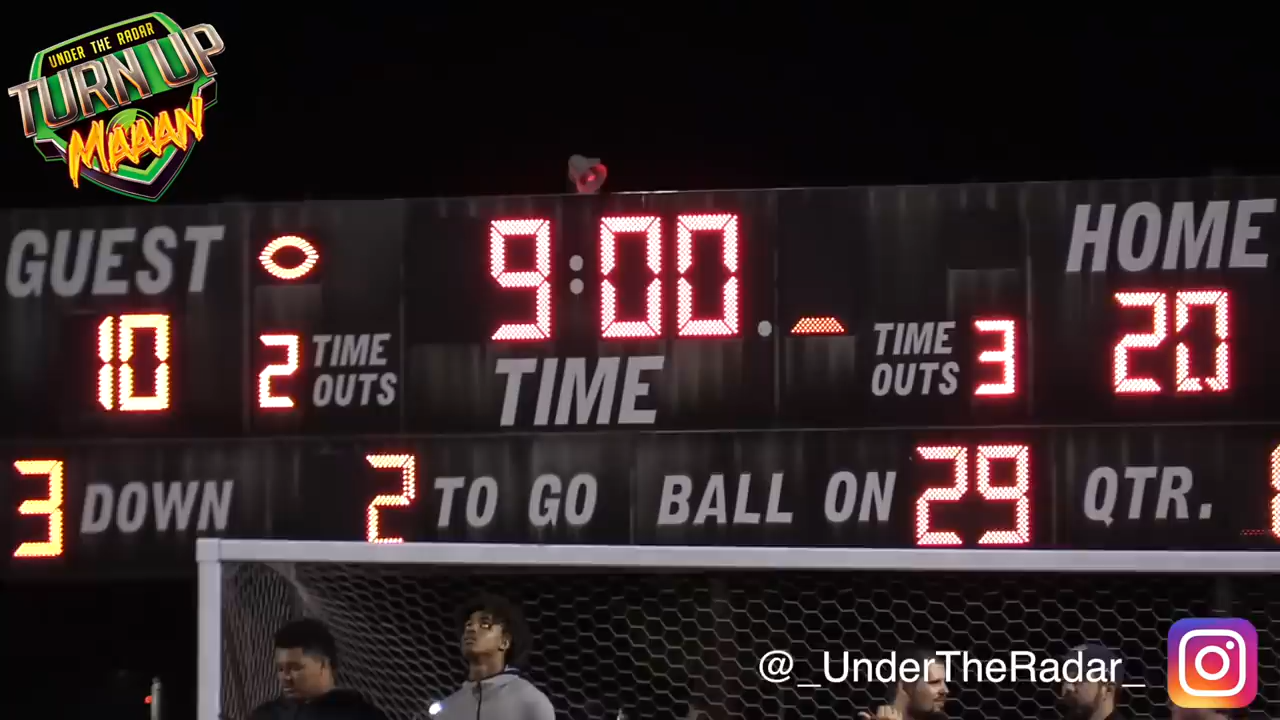 UNDER THE RADAR
TURN UP
MAAAN
GUEST
9:00.
HOME
10
2 TIME OUTS
TIME
TIME OUTS 3
20
3 DOWN
2 TO GO
BALL ON 29
QTR.
@_UnderTheRadar_